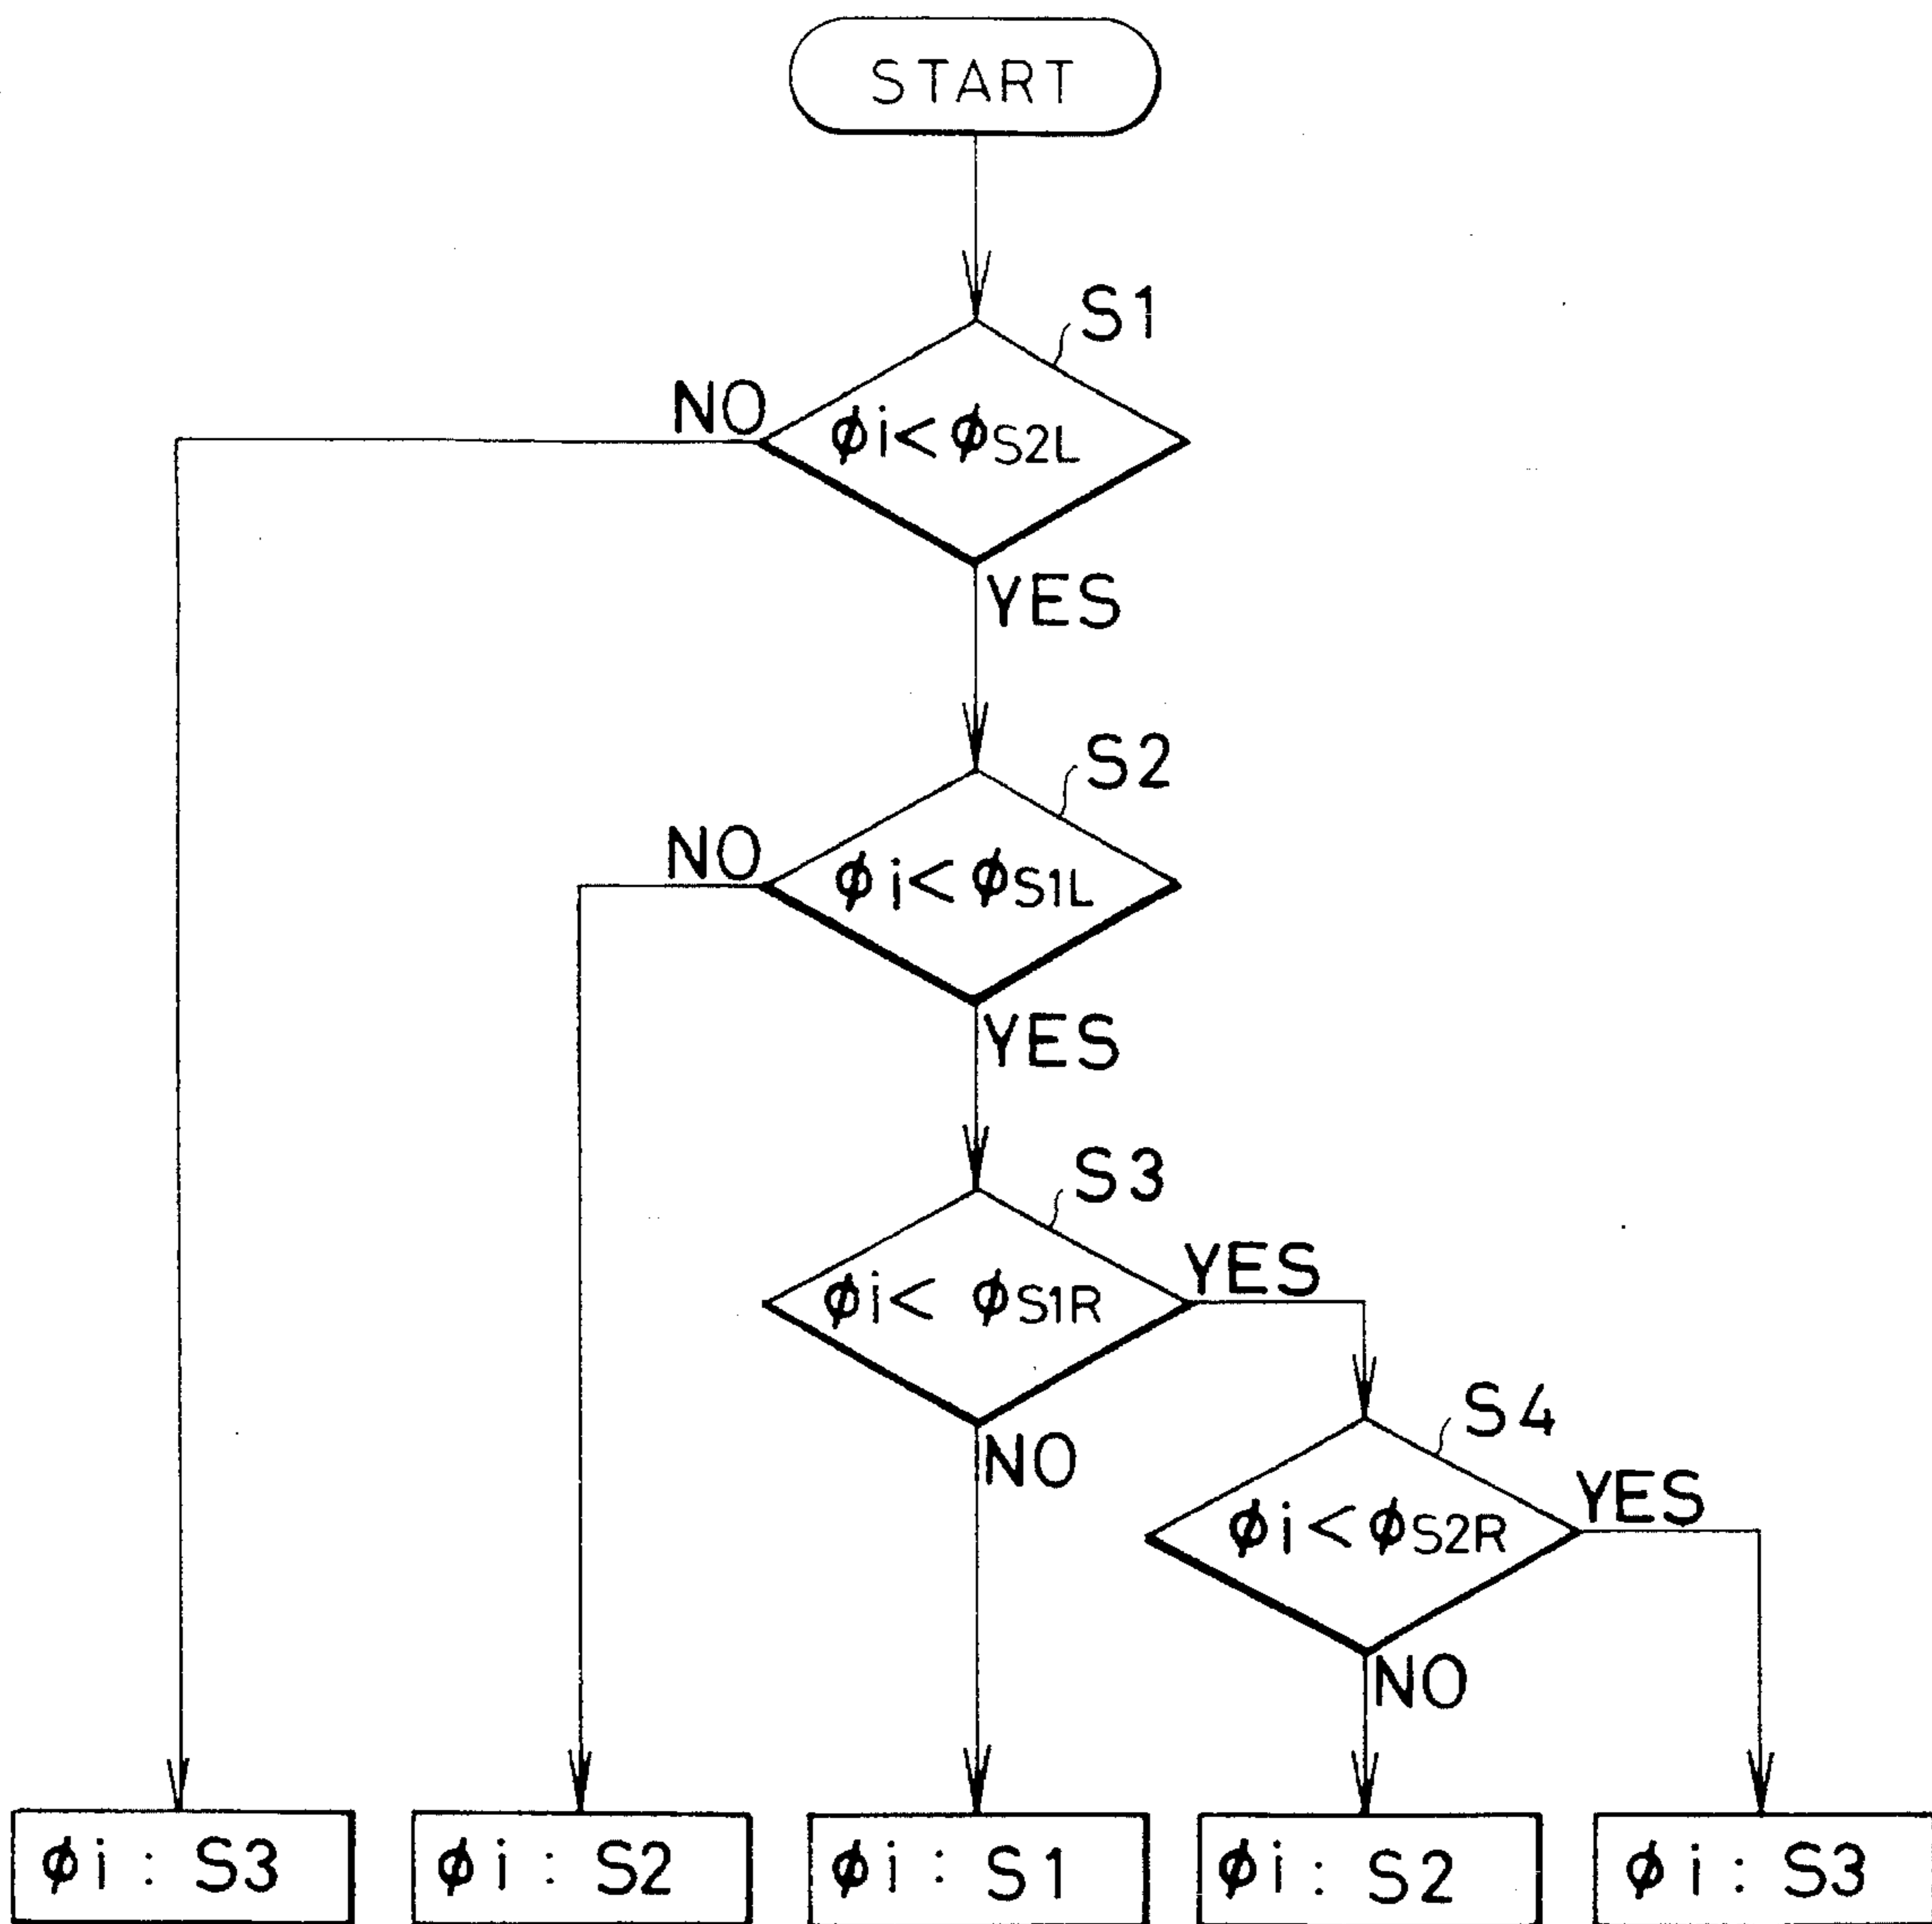 START
S1
NO
ϕi<ϕS2L
YES
S2
NO
ϕi<ϕS1L
YES
S3
YES
ϕi< ϕS1R
NO
S4
YES
ϕi<ϕS2R
NO
ϕi : S3
ϕi : S2
ϕi : S1
ϕi : S2
ϕi : S3